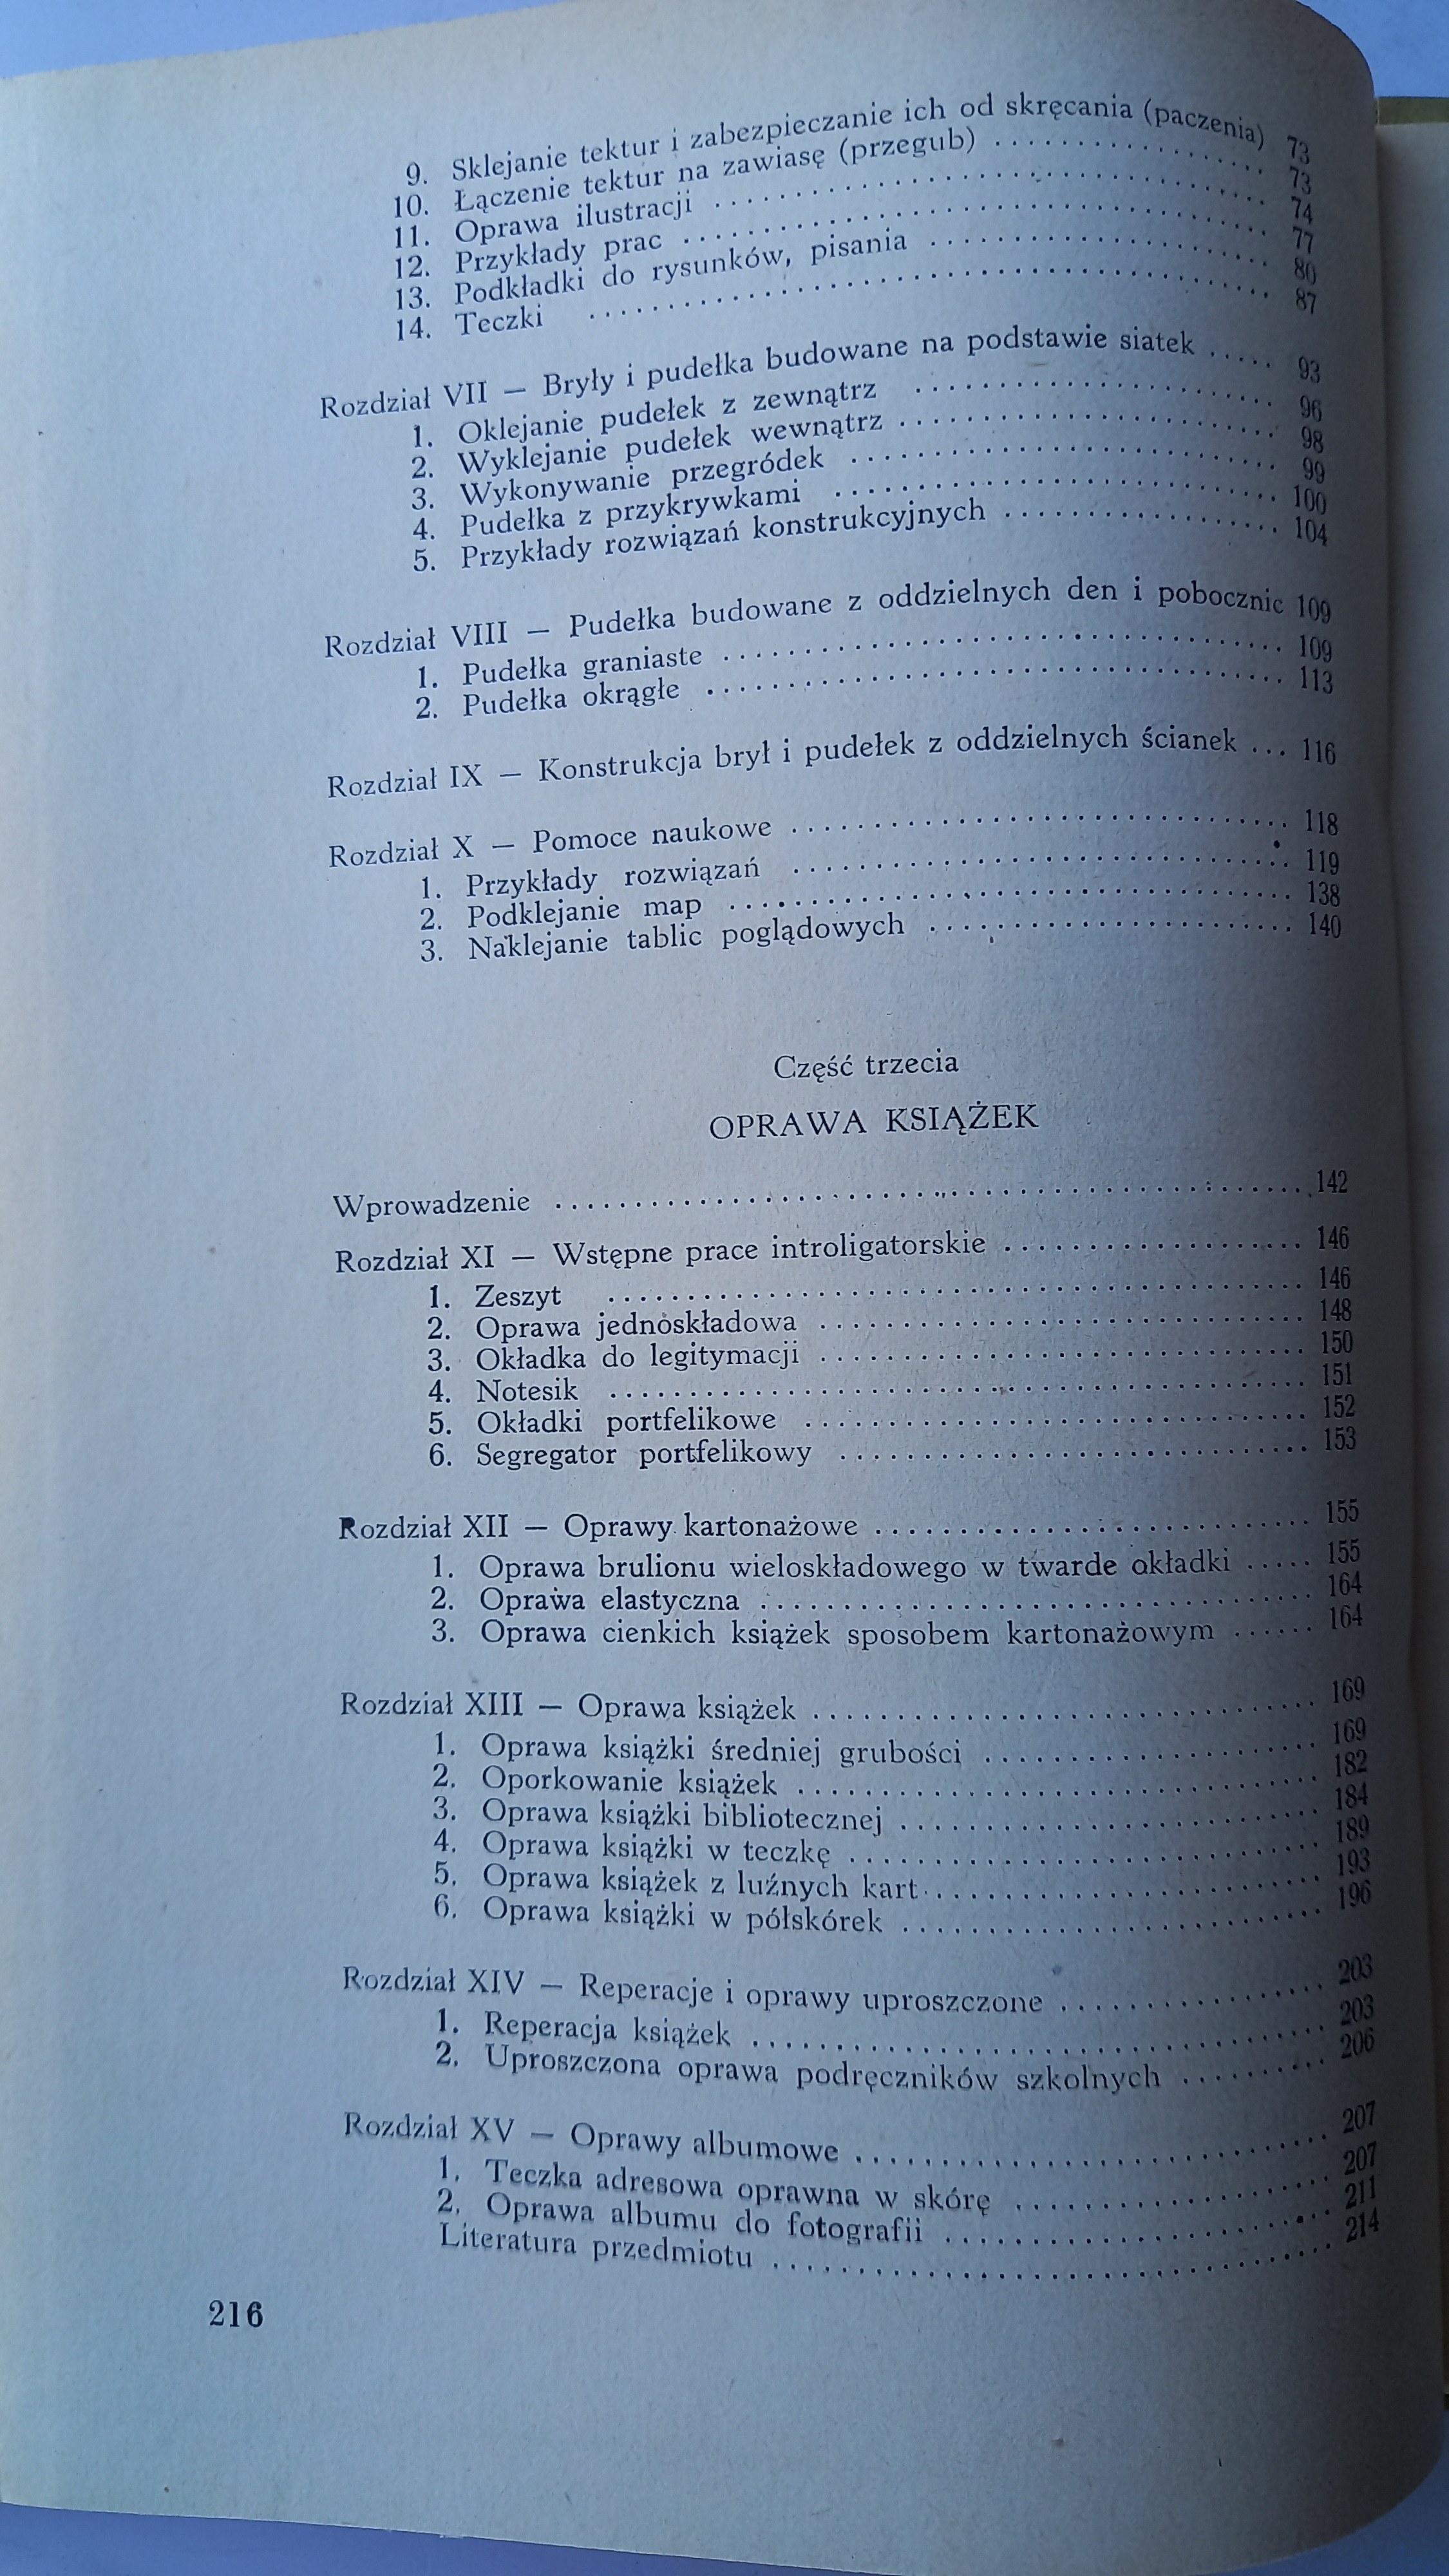 9. Sklejanie tektur i zabezpieczanie ich od skręcania (paczenia) 73
10. Łączenie tektur na zawiasę (przegub) .......... 73
11. Oprawa ilustracji .......... 74
12. Przykłady prac .......... 77
13. Podkładki do rysunków, pisania .......... 80
14. Teczki .......... 87
Rozdział VII — Bryły i pudełka budowane na podstawie siatek ..... 93
1. Oklejanie pudełek z zewnątrz .......... 96
2. Wyklejanie pudełek wewnątrz .......... 98
3. Wykonywanie przegródek .......... 99
4. Pudełka z przykrywkami .......... 100
5. Przykłady rozwiązań konstrukcyjnych .......... 104
Rozdział VIII — Pudełka budowane z oddzielnych den i pobocznic 109
1. Pudełka graniaste .......... 109
2. Pudełka okrągłe .......... 113
Rozdział IX — Konstrukcja brył i pudełek z oddzielnych ścianek ... 116
Rozdział X — Pomoce naukowe .......... 118
1. Przykłady rozwiązań .......... 119
2. Podklejanie map .......... 138
3. Naklejanie tablic poglądowych .......... 140
Część trzecia
OPRAWA KSIĄŻEK
Wprowadzenie .......... 142
Rozdział XI — Wstępne prace introligatorskie .......... 146
1. Zeszyt .......... 146
2. Oprawa jednoskładowa .......... 148
3. Okładka do legitymacji .......... 150
4. Notesik .......... 151
5. Okładki portfelikowe .......... 152
6. Segregator portfelikowy .......... 153
Rozdział XII — Oprawy kartonażowe .......... 155
1. Oprawa brulionu wieloskładowego w twarde okładki ..... 155
2. Oprawa elastyczna .......... 164
3. Oprawa cienkich książek sposobem kartonażowym ...... 164
Rozdział XIII — Oprawa książek .......... 169
1. Oprawa książki średniej grubości .......... 169
2. Oporkowanie książek .......... 182
3. Oprawa książki bibliotecznej .......... 184
4. Oprawa książki w teczkę .......... 189
5. Oprawa książek z luźnych kart .......... 193
6. Oprawa książki w półskórek .......... 196
Rozdział XIV — Reperacje i oprawy uproszczone .......... 203
1. Reperacja książek .......... 203
2. Uproszczona oprawa podręczników szkolnych .......... 206
Rozdział XV — Oprawy albumowe .......... 207
1. Teczka adresowa oprawna w skórę .......... 207
2. Oprawa albumu do fotografii .......... 211
Literatura przedmiotu .......... 214
216